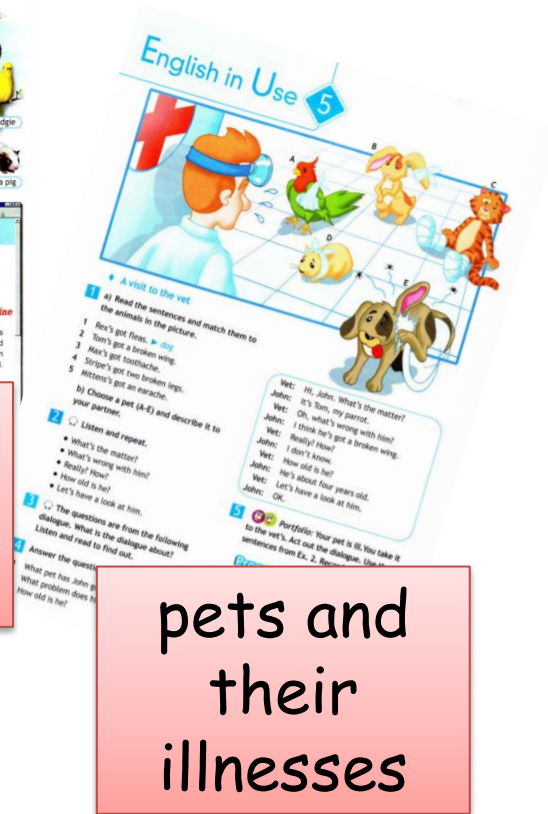 dgie
a pig
English in Use 5
A
B
C
D
E
A visit to the vet
1 a) Read the sentences and match them to
the animals in the picture.
1 Rex's got fleas. ▶ dog
2 Tom's got a broken wing.
3 Max's got toothache.
4 Stripe's got two broken legs.
5 Mittens's got an earache.
b) Choose a pet (A-E) and describe it to
your partner.
2 Listen and repeat.
• What's the matter?
• What's wrong with him?
• Really? How?
• How old is he?
• Let's have a look at him.
3 The questions are from the following
dialogue. What is the dialogue about?
Listen and read to find out.
4 Answer the questi
What pet has John g
What problem does h
How old is he?
Vet: Hi, John. What's the matter?
John: It's Tom, my parrot.
Vet: Oh, what's wrong with him?
John: I think he's got a broken wing.
Vet: Really? How?
John: I don't know.
Vet: How old is he?
John: He's about four years old.
Vet: Let's have a look at him.
John: OK.
5 Portfolio: Your pet is ill. You take it
to the vet's. Act out the dialogue. Use
sentences from Ex. 2.
pets and
their
illnesses